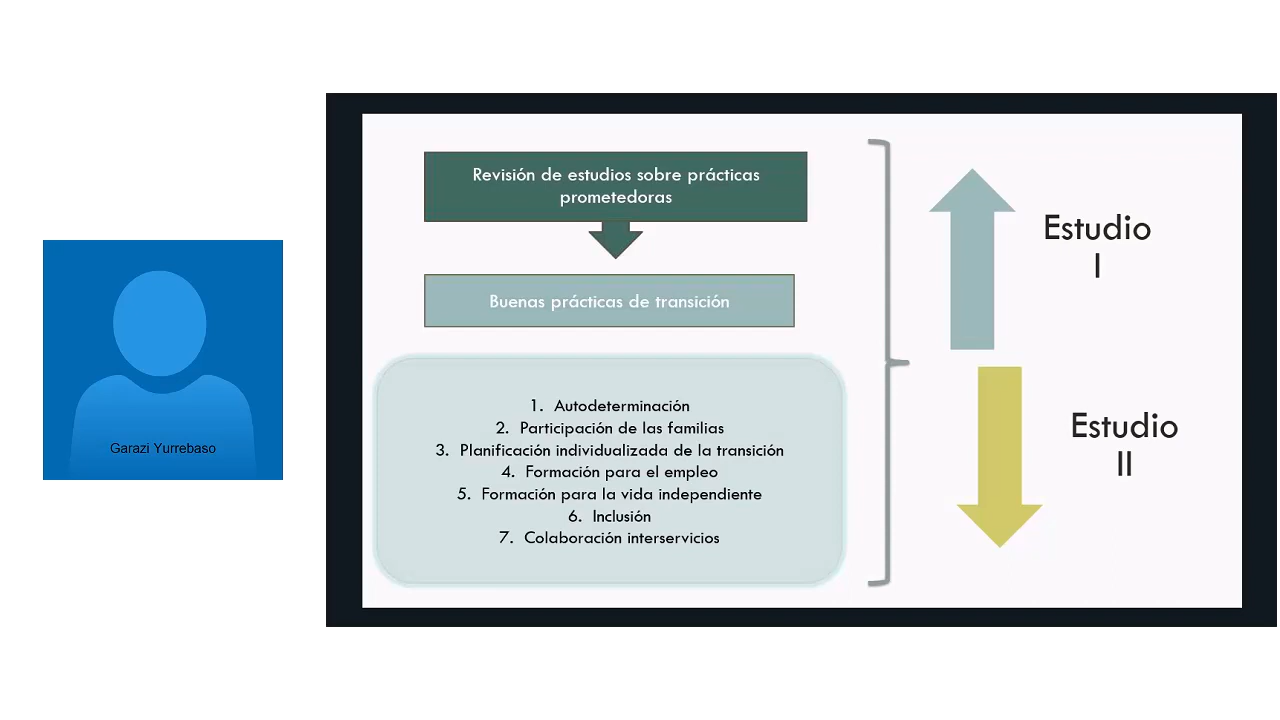 Garazi Yurrebaso
Revisión de estudios sobre prácticas
prometedoras
Buenas prácticas de transición
1. Autodeterminación
2. Participación de las familias
3. Planificación individualizada de la transición
4. Formación para el empleo
5. Formación para la vida independiente
6. Inclusión
7. Colaboración interservicios
Estudio
I
Estudio
II